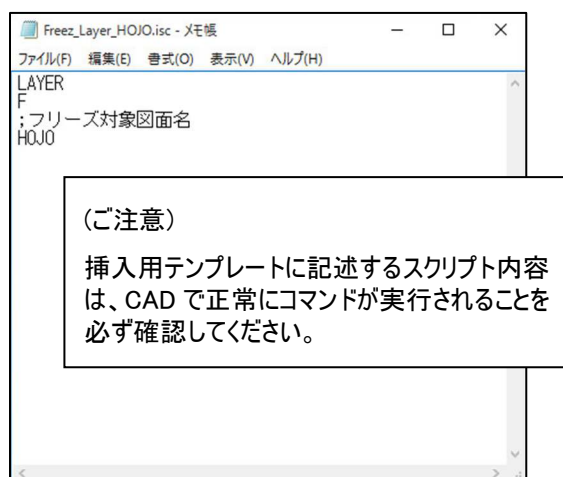 Freez_Layer_HOJO.isc - メモ帳
ファイル(F) 編集(E) 書式(O) 表示(V) ヘルプ(H)
LAYER
F
;フリーズ対象図面名
HOJO
(ご注意)
挿入用テンプレートに記述するスクリプト内容
は、CAD で正常にコマンドが実行されることを
必ず確認してください。